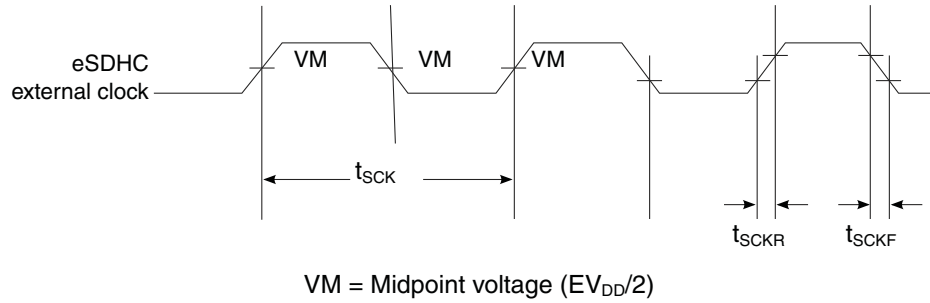 eSDHC
external clock
VM
VM
VM
tSCK
tSCKR
tSCKF
VM = Midpoint voltage (EVDD/2)